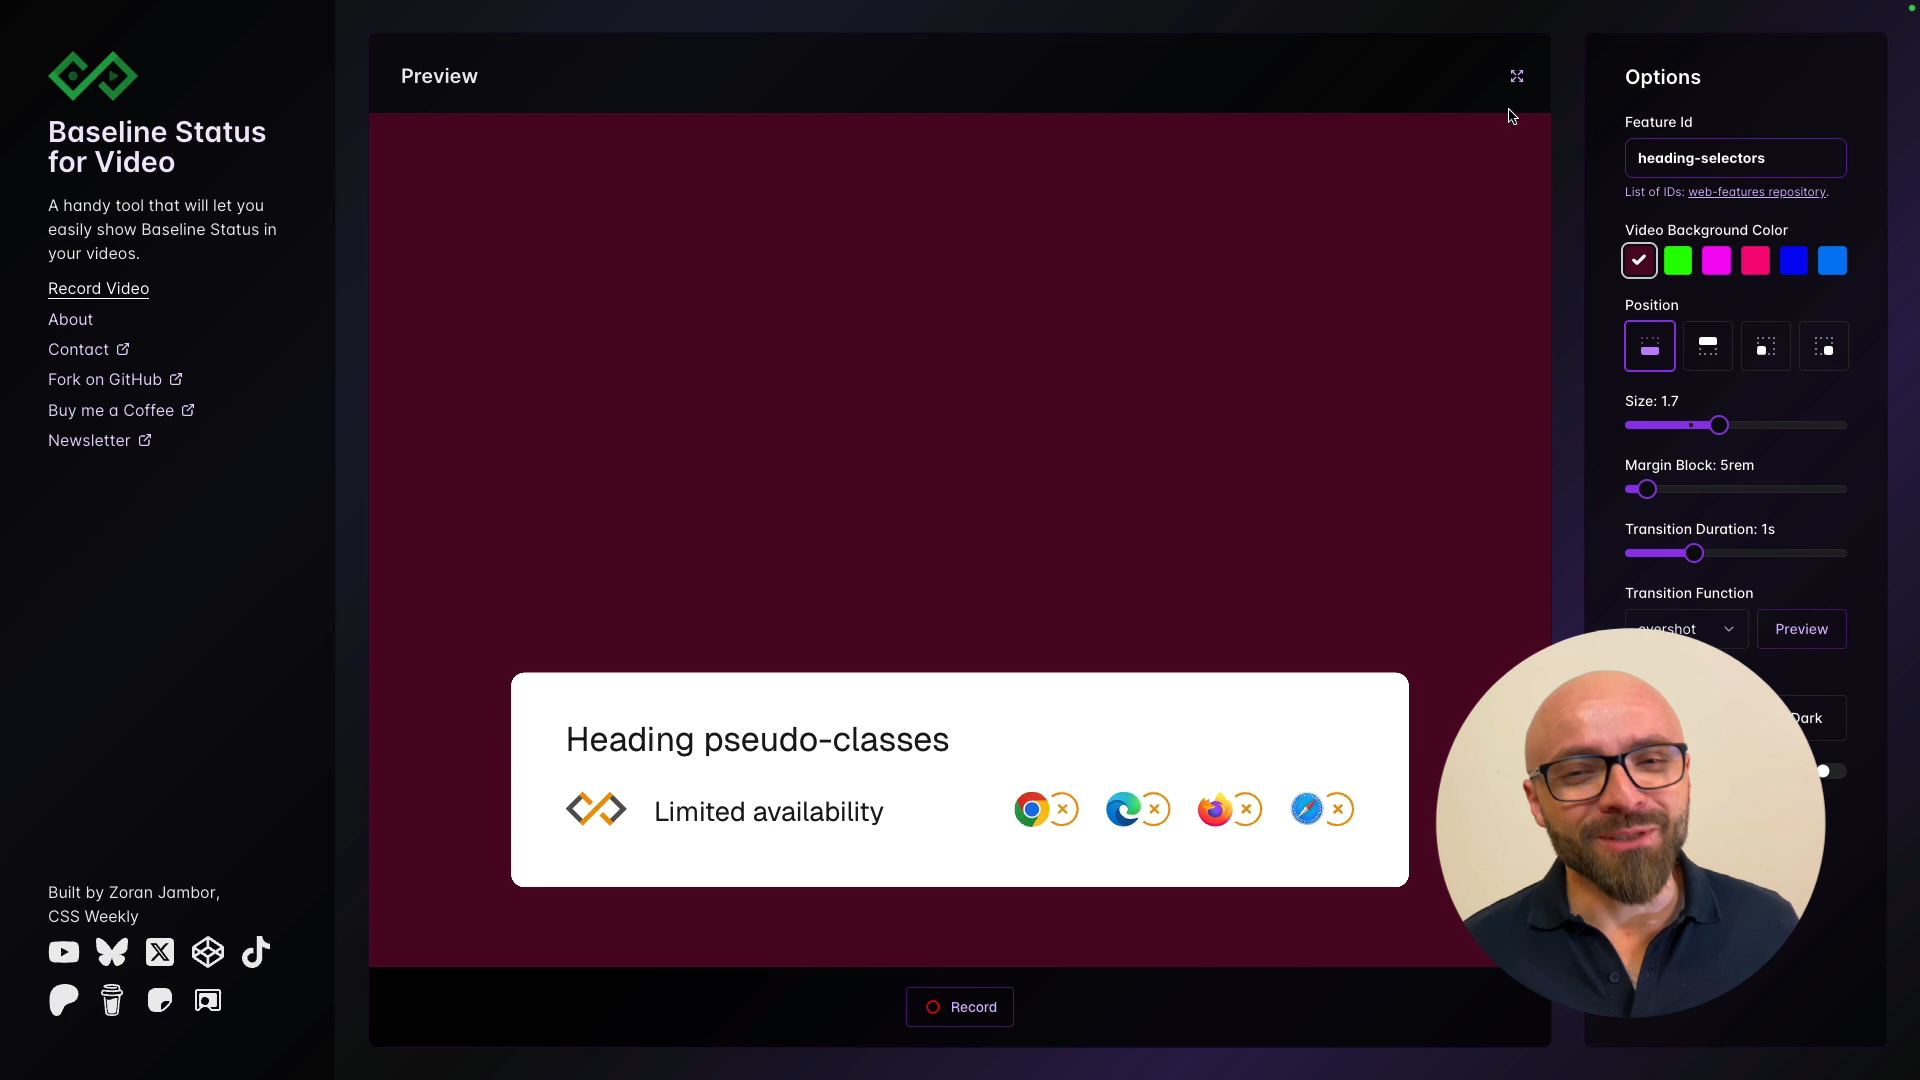 Baseline Status
for Video
A handy tool that will let you
easily show Baseline Status in
your videos.
Record Video
About
Contact
Fork on GitHub
Buy me a Coffee
Newsletter
Built by Zoran Jambor,
CSS Weekly
Preview
Heading pseudo-classes
Limited availability
Record
Options
Feature Id
heading-selectors
List of IDs: web-features repository.
Video Background Color
Position
Size: 1.7
Margin Block: 5rem
Transition Duration: 1s
Transition Function
overshot
Preview
Dark